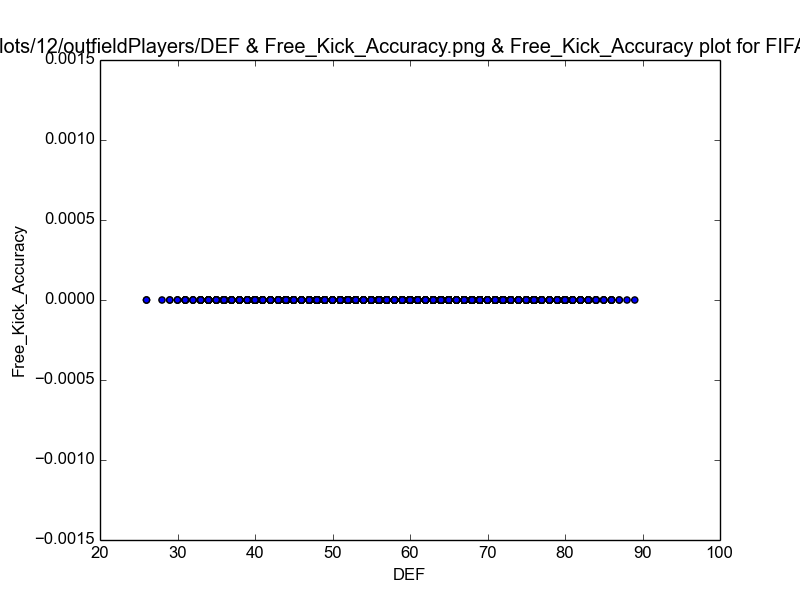 lots/12/outfieldPlayers/DEF & Free_Kick_Accuracy.png & Free_Kick_Accuracy plot for FIFA
0.0015
0.0010
0.0005
0.0000
−0.0005
−0.0010
−0.0015
Free_Kick_Accuracy
20 30 40 50 60 70 80 90 100
DEF